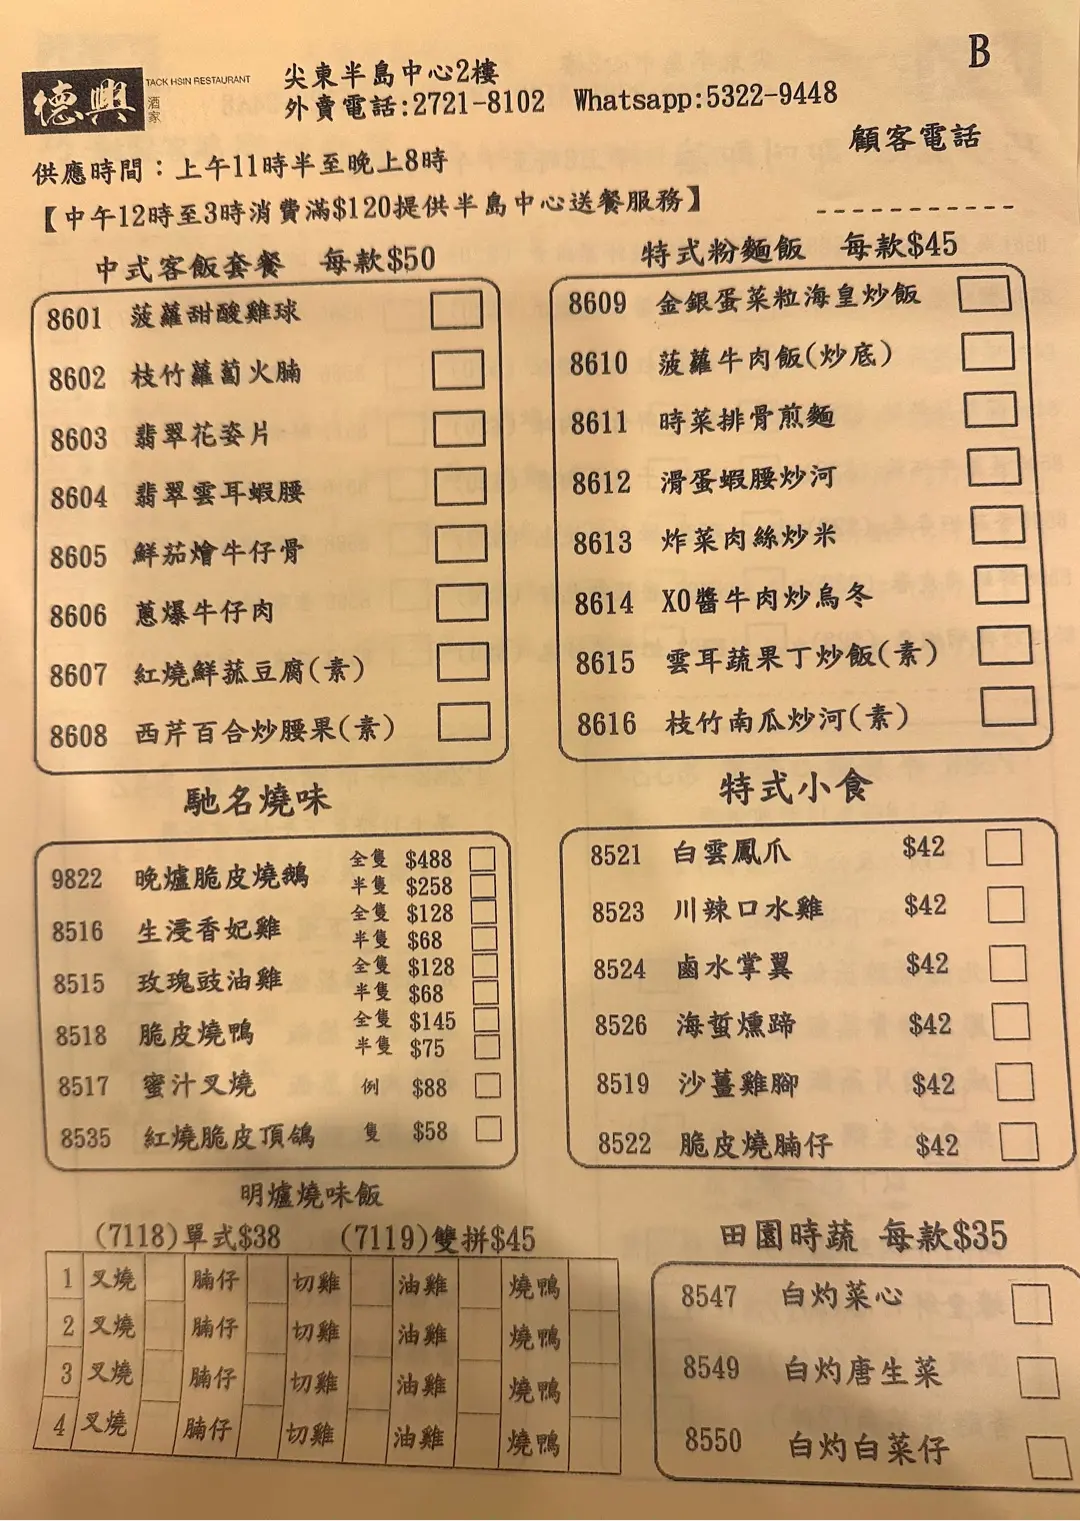 B
德興
TACK HSIN RESTAURANT
酒家
尖東半島中心2樓
外賣電話:2721-8102 Whatsapp:5322-9448
顧客電話
供應時間：上午11時半至晚上8時
【中午12時至3時消費滿$120提供半島中心送餐服務】
中式客飯套餐 每款$50
8601 菠蘿甜酸雞球
8602 枝竹蘿蔔火腩
8603 翡翠花姿片
8604 翡翠雲耳蝦腰
8605 鮮茄燴牛仔骨
8606 蔥爆牛仔肉
8607 紅燒鮮菰豆腐(素)
8608 西芹百合炒腰果(素)
特式粉麵飯 每款$45
8609 金銀蛋菜粒海皇炒飯
8610 菠蘿牛肉飯(炒底)
8611 時菜排骨煎麵
8612 滑蛋蝦腰炒河
8613 炸菜肉絲炒米
8614 XO醬牛肉炒烏冬
8615 雲耳蔬果丁炒飯(素)
8616 枝竹南瓜炒河(素)
馳名燒味
9822 晚爐脆皮燒鵝 全隻 $488
半隻 $258
8516 生浸香妃雞 全隻 $128
半隻 $68
8515 玫瑰豉油雞 全隻 $128
半隻 $68
8518 脆皮燒鴨 全隻 $145
半隻 $75
8517 蜜汁叉燒 例 $88
8535 紅燒脆皮頂鴿 隻 $58
特式小食
8521 白雲鳳爪 $42
8523 川辣口水雞 $42
8524 鹵水掌翼 $42
8526 海蜇燻蹄 $42
8519 沙薑雞腳 $42
8522 脆皮燒腩仔 $42
明爐燒味飯
(7118)單式$38 (7119)雙拼$45
1 叉燒 腩仔 切雞 油雞 燒鴨
2 叉燒 腩仔 切雞 油雞 燒鴨
3 叉燒 腩仔 切雞 油雞 燒鴨
4 叉燒 腩仔 切雞 油雞 燒鴨
田園時蔬 每款$35
8547 白灼菜心
8549 白灼唐生菜
8550 白灼白菜仔